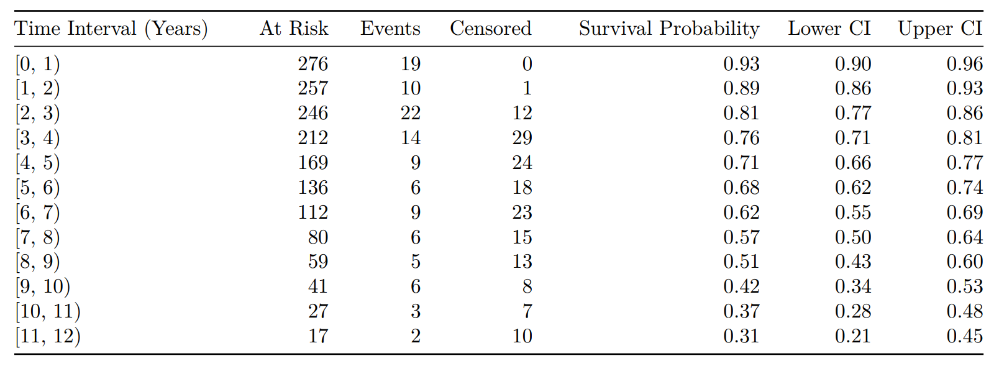 Time Interval (Years) At Risk Events Censored Survival Probability Lower CI Upper CI
[0, 1) 276 19 0 0.93 0.90 0.96
[1, 2) 257 10 1 0.89 0.86 0.93
[2, 3) 246 22 12 0.81 0.77 0.86
[3, 4) 212 14 29 0.76 0.71 0.81
[4, 5) 169 9 24 0.71 0.66 0.77
[5, 6) 136 6 18 0.68 0.62 0.74
[6, 7) 112 9 23 0.62 0.55 0.69
[7, 8) 80 6 15 0.57 0.50 0.64
[8, 9) 59 5 13 0.51 0.43 0.60
[9, 10) 41 6 8 0.42 0.34 0.53
[10, 11) 27 3 7 0.37 0.28 0.48
[11, 12) 17 2 10 0.31 0.21 0.45